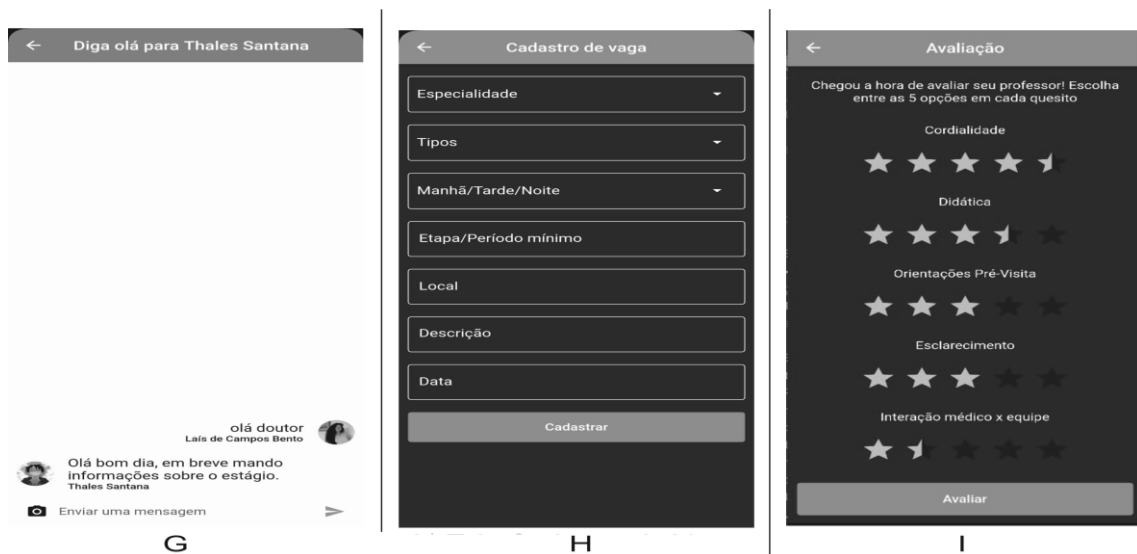 Diga olá para Thales Santana
olá doutor
Laís de Campos Bento
Olá bom dia, em breve mando
informações sobre o estágio.
Thales Santana
Enviar uma mensagem
G
Cadastro de vaga
Especialidade
Tipos
Manhã/Tarde/Noite
Etapa/Período mínimo
Local
Descrição
Data
Cadastrar
H
Avaliação
Chegou a hora de avaliar seu professor! Escolha
entre as 5 opções em cada quesito
Cordialidade
Didática
Orientações Pré-Visita
Esclarecimento
Interação médico x equipe
Avaliar
I